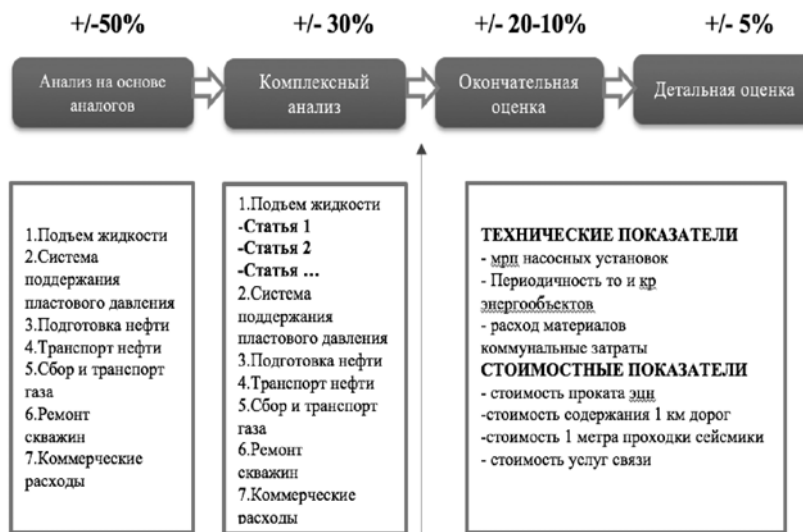 +/-50%
+/- 30%
+/- 20-10%
+/- 5%
Анализ на основе
аналогов
Комплексный
анализ
Окончательная
оценка
Детальная оценка
1.Подъем жидкости
2.Система
поддержания
пластового давления
3.Подготовка нефти
4.Транспорт нефти
5.Сбор и транспорт
газа
6.Ремонт
скважин
7.Коммерческие
расходы
1.Подъем жидкости
-Статья 1
-Статья 2
-Статья ...
2.Система
поддержания
пластового давления
3.Подготовка нефти
4.Транспорт нефти
5.Сбор и транспорт
газа
6.Ремонт
скважин
7.Коммерческие
расходы
ТЕХНИЧЕСКИЕ ПОКАЗАТЕЛИ
- мрп насосных установок
- Периодичность то и кр
энергообъектов
- расход материалов
коммунальные затраты
СТОИМОСТНЫЕ ПОКАЗАТЕЛИ
- стоимость проката эцн
-стоимость содержания 1 км дорог
-стоимость 1 метра проходки сейсмики
- стоимость услуг связи